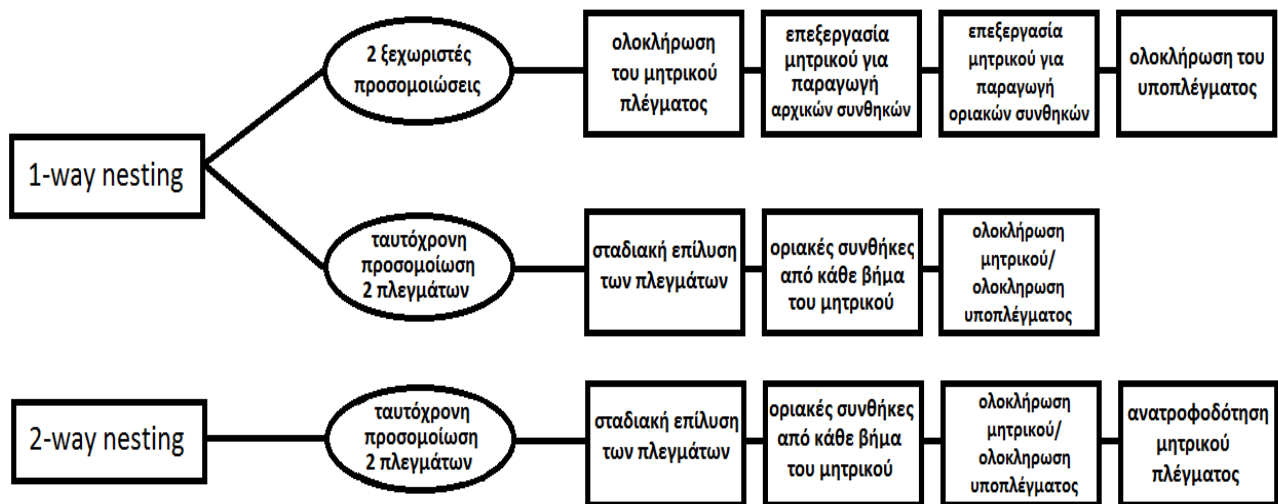 2 ξεχωριστές
προσομοιώσεις
ολοκλήρωση
του μητρικού
πλέγματος
επεξεργασία
μητρικού για
παραγωγή
αρχικών συνθηκών
επεξεργασία
μητρικού για
παραγωγή
οριακών συνθηκών
ολοκλήρωση του
υποπλέγματος
1-way nesting
ταυτόχρονη
προσομοίωση
2 πλεγμάτων
σταδιακή επίλυση
των πλεγμάτων
οριακές συνθήκες
από κάθε βήμα
του μητρικού
ολοκλήρωση
μητρικού/
ολοκληρωση
υποπλέγματος
2-way nesting
ταυτόχρονη
προσομοίωση
2 πλεγμάτων
σταδιακή επίλυση
των πλεγμάτων
οριακές συνθήκες
από κάθε βήμα
του μητρικού
ολοκλήρωση
μητρικού/
ολοκληρωση
υποπλέγματος
ανατροφοδότηση
μητρικού
πλέγματος